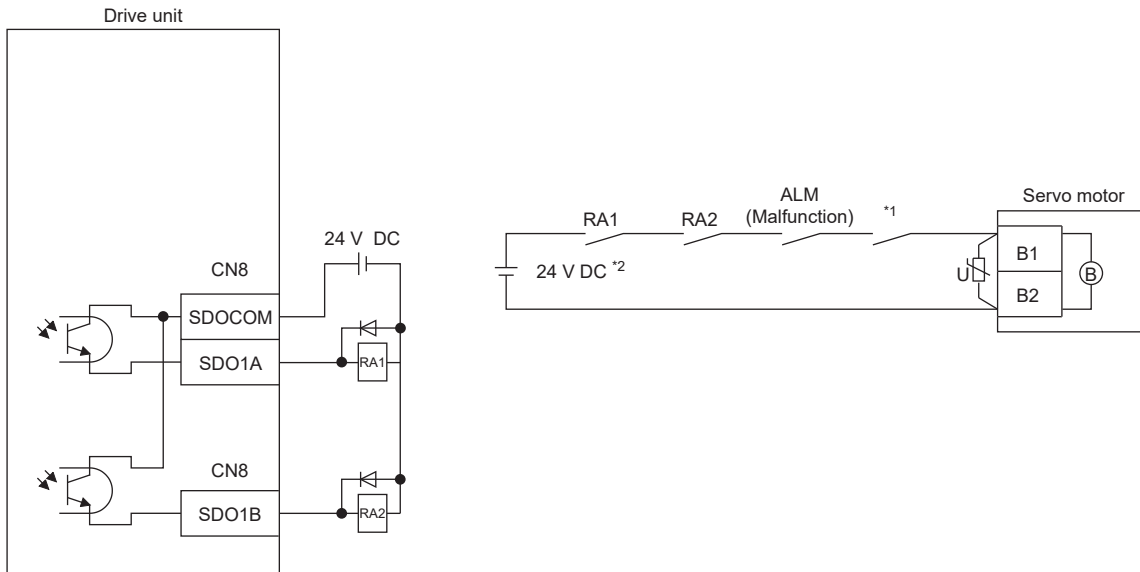 Drive unit
24 V DC
CN8
SDOCOM
SDO1A
RA1
CN8
SDO1B
RA2
RA1
RA2
ALM
(Malfunction)
*1
Servo motor
24 V DC *2
U
B1
B2
B